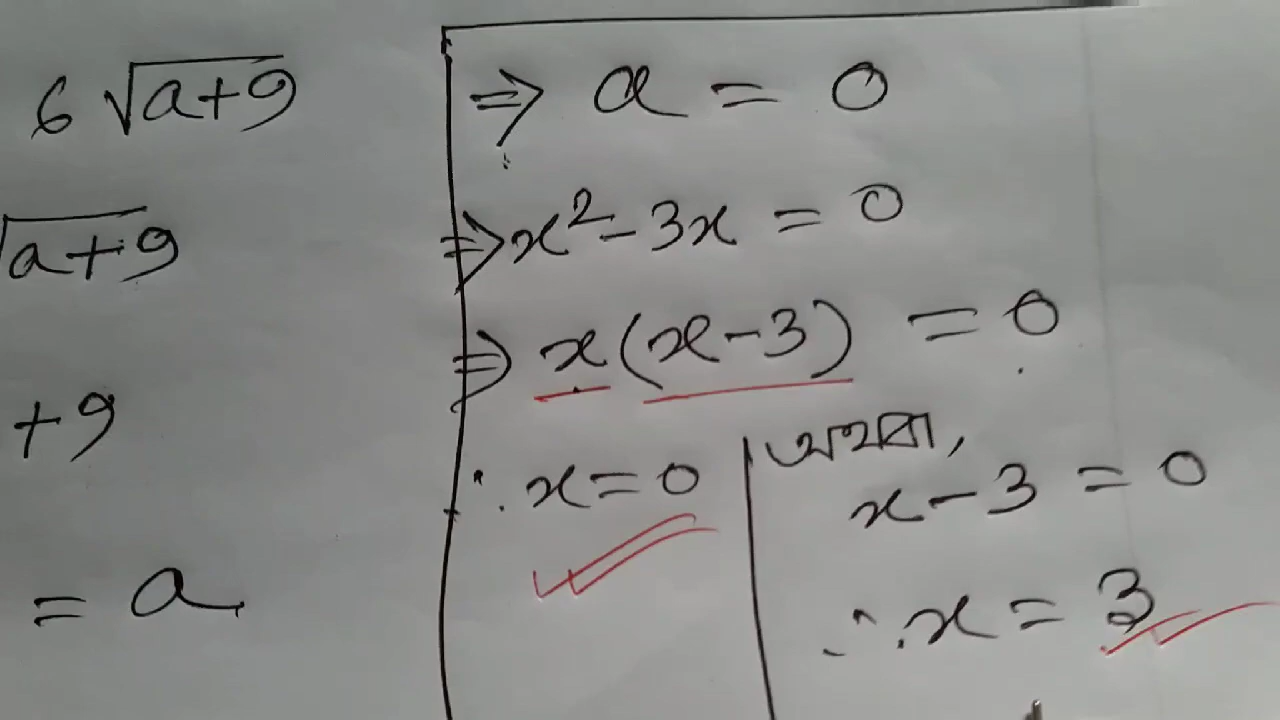 6 √a+9
√a+9
+9
= a
⇒ a = 0
⇒ x² - 3x = 0
⇒ x(x-3) = 0
∴ x = 0
অথবা,
x - 3 = 0
∴ x = 3